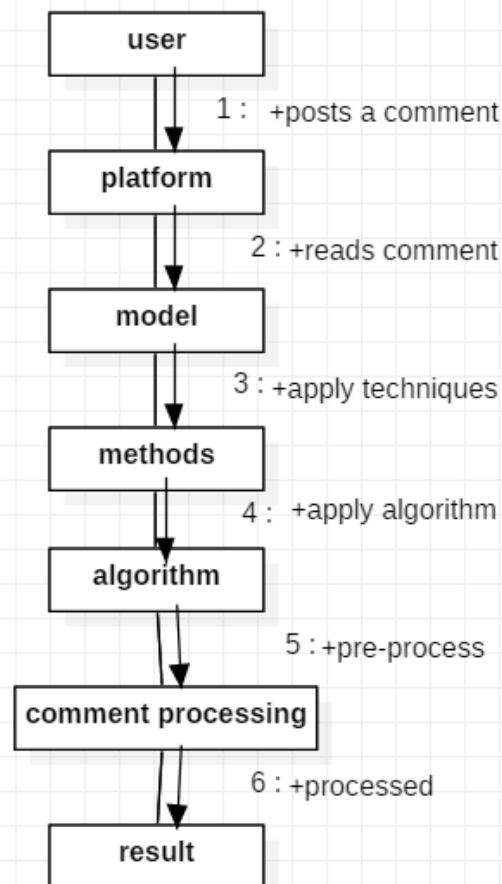 user
1 : +posts a comment
platform
2 : +reads comment
model
3 : +apply techniques
methods
4 : +apply algorithm
algorithm
5 : +pre-process
comment processing
6 : +processed
result